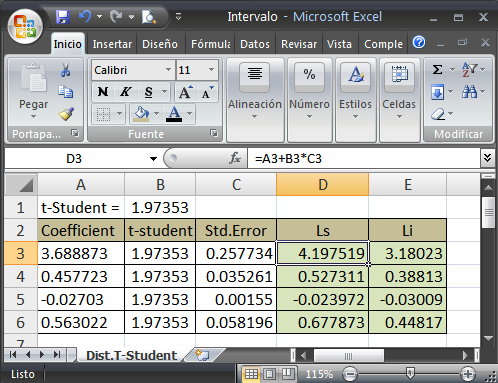 Intervalo - Microsoft Excel
Inicio Insertar Diseño Fórmula Datos Revisar Vista Comple
Pegar
Portapa...
Calibri 11
N K S
A A
A
Fuente
Alineación
%
Número
Estilos
Celdas
Σ
Modificar
D3 fx =A3+B3*C3
A B C D E
1 t-Student = 1.97353
2 Coefficient t-student Std.Error Ls Li
3 3.688873 1.97353 0.257734 4.197519 3.18023
4 0.457723 1.97353 0.035261 0.527311 0.38813
5 -0.02703 1.97353 0.00155 -0.023972 -0.03009
6 0.563022 1.97353 0.058196 0.677873 0.44817
Dist.T-Student
Listo 115%